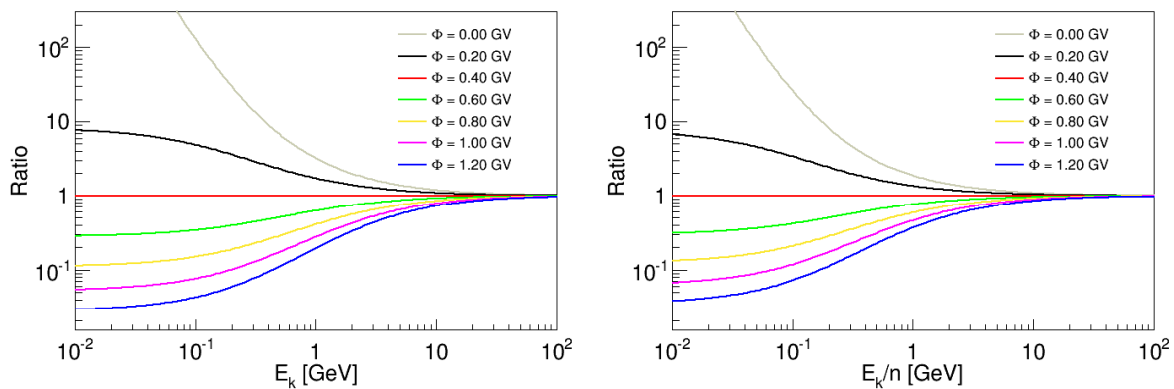 Ratio
10²
10
1
10⁻¹
Φ = 0.00 GV
Φ = 0.20 GV
Φ = 0.40 GV
Φ = 0.60 GV
Φ = 0.80 GV
Φ = 1.00 GV
Φ = 1.20 GV
10⁻² 10⁻¹ 1 10 10²
Eₖ [GeV]
Ratio
10²
10
1
10⁻¹
Φ = 0.00 GV
Φ = 0.20 GV
Φ = 0.40 GV
Φ = 0.60 GV
Φ = 0.80 GV
Φ = 1.00 GV
Φ = 1.20 GV
10⁻² 10⁻¹ 1 10 10²
Eₖ/n [GeV]